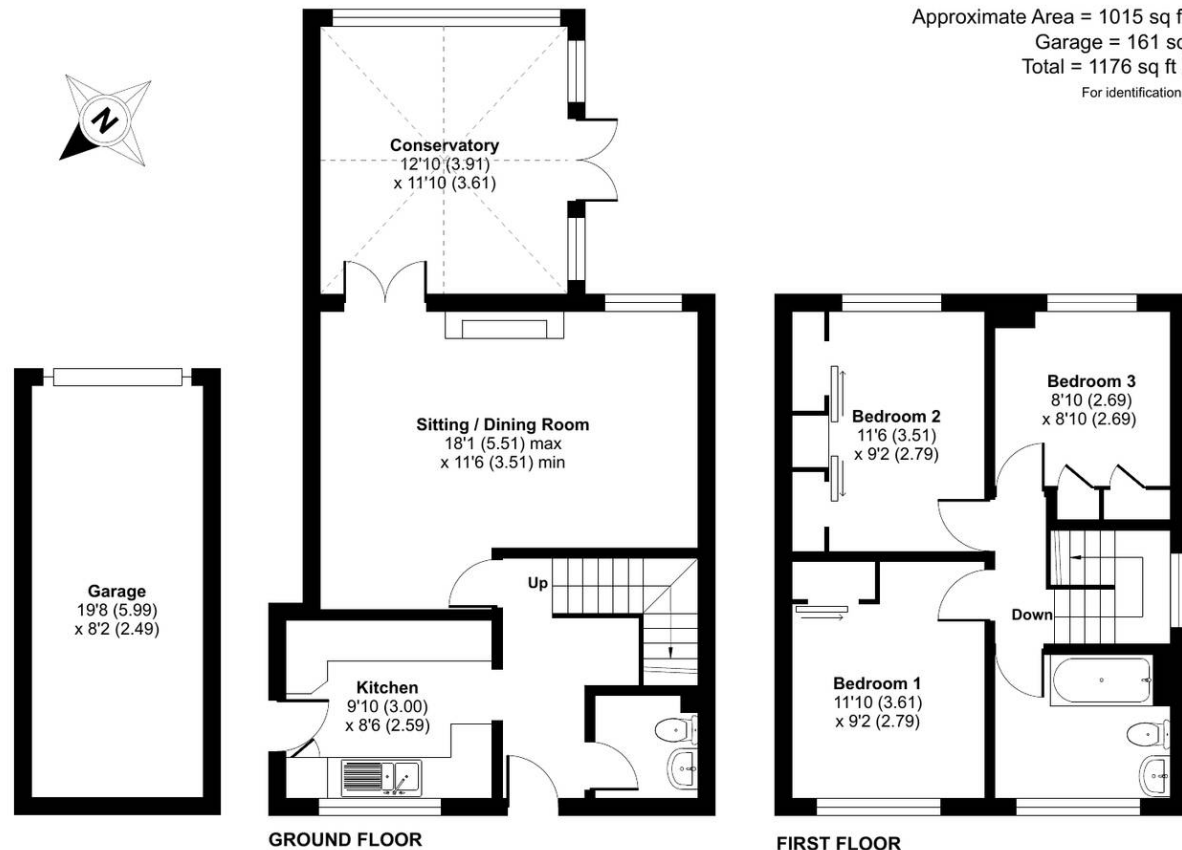 Approximate Area = 1015 sq f
Garage = 161 sq
Total = 1176 sq ft
For identification
N
Conservatory
12'10 (3.91)
x 11'10 (3.61)
Sitting / Dining Room
18'1 (5.51) max
x 11'6 (3.51) min
Bedroom 2
11'6 (3.51)
x 9'2 (2.79)
Bedroom 3
8'10 (2.69)
x 8'10 (2.69)
Garage
19'8 (5.99)
x 8'2 (2.49)
Up
Down
Kitchen
9'10 (3.00)
x 8'6 (2.59)
Bedroom 1
11'10 (3.61)
x 9'2 (2.79)
GROUND FLOOR
FIRST FLOOR